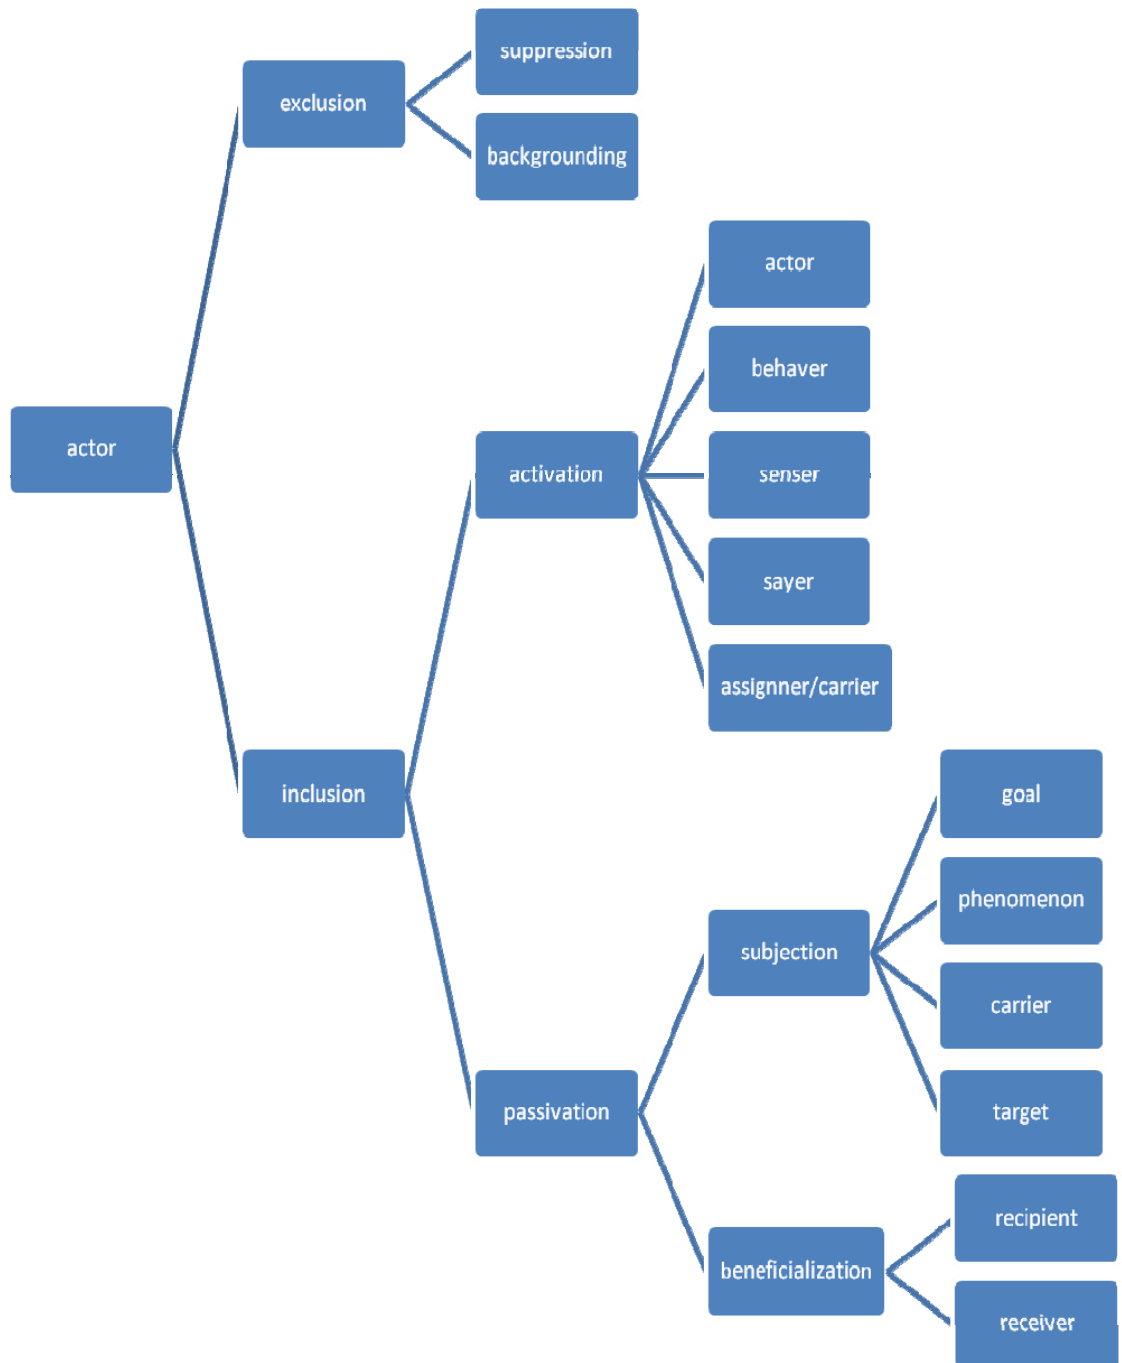 suppression
exclusion
backgrounding
actor
behaver
actor
activation
senser
sayer
assignner/carrier
inclusion
goal
phenomenon
subjection
carrier
passivation
target
recipient
beneficialization
receiver